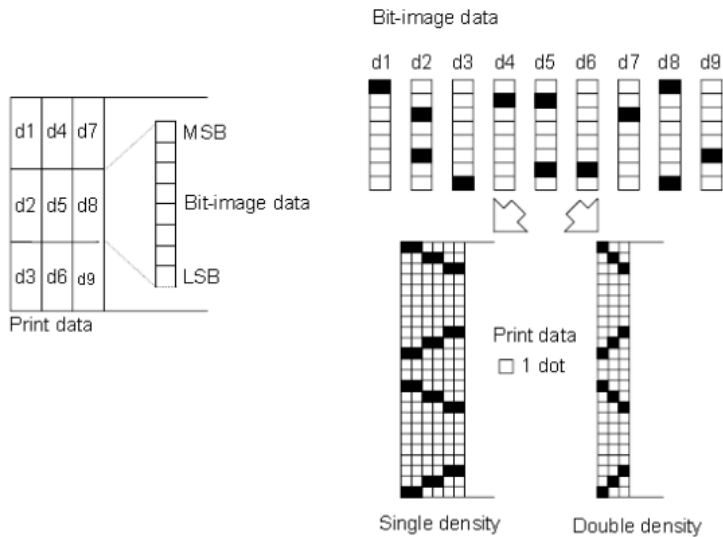 Bit-image data
d1 d2 d3 d4 d5 d6 d7 d8 d9
d1 d4 d7
d2 d5 d8
d3 d6 d9
MSB
Bit-image data
LSB
Print data
Print data
1 dot
Single density
Double density